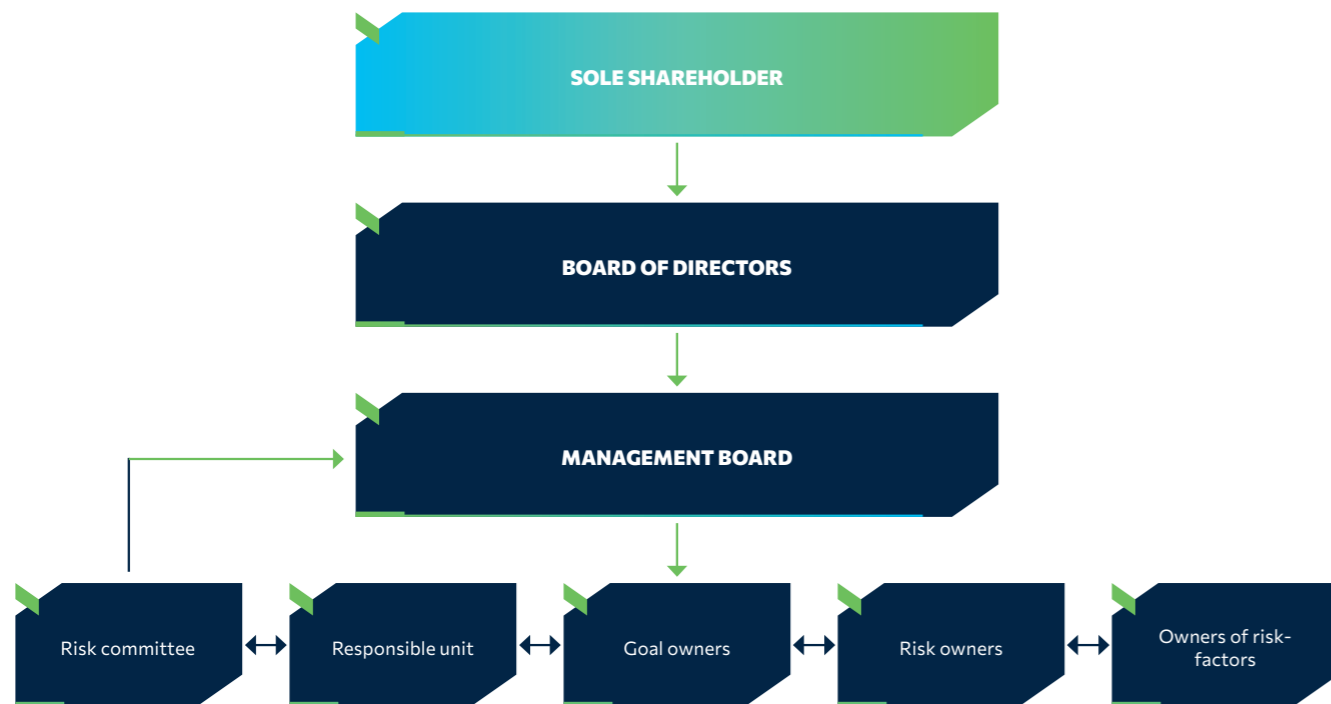 SOLE SHAREHOLDER
BOARD OF DIRECTORS
MANAGEMENT BOARD
Risk committee
Responsible unit
Goal owners
Risk owners
Owners of risk-
factors